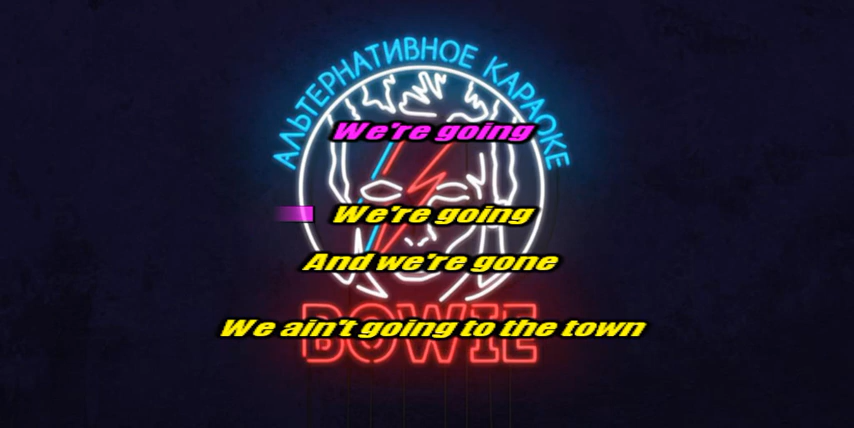 АЛЬТЕРНАТИВНОЕ КАРАОКЕ
We're going
We're going
And we're gone
We ain't going to the town
BOWIE